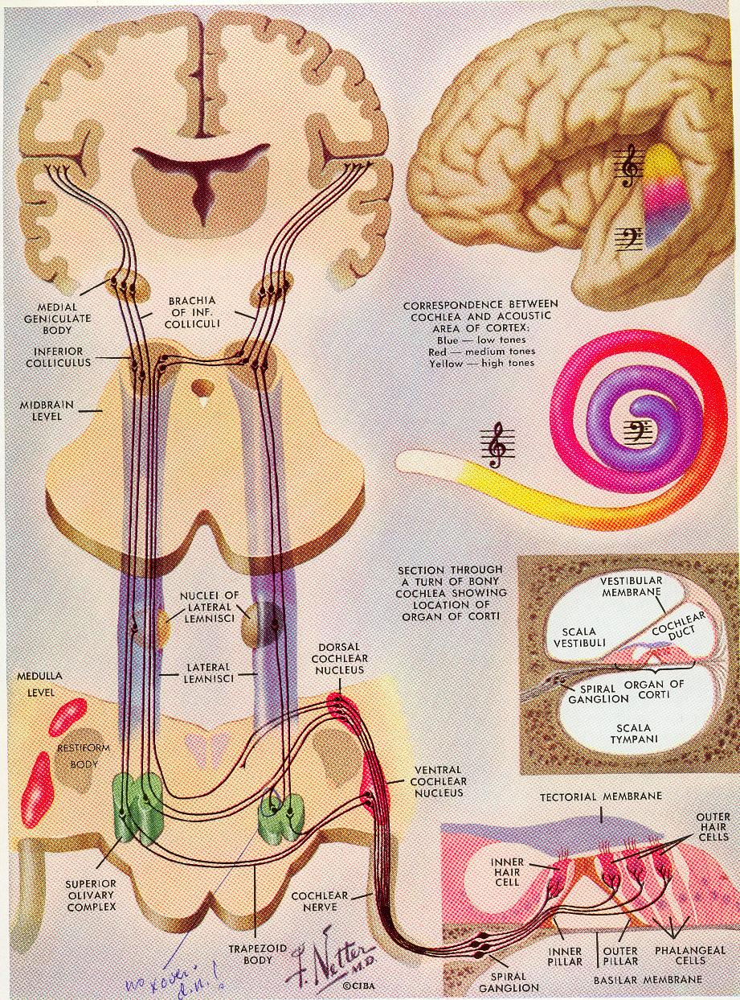 MEDIAL
GENICULATE
BODY
BRACHIA
OF INF.
COLLICULI
INFERIOR
COLLICULUS
MIDBRAIN
LEVEL
CORRESPONDENCE BETWEEN
COCHLEA AND ACOUSTIC
AREA OF CORTEX:
Blue — low tones
Red — medium tones
Yellow — high tones
SECTION THROUGH
A TURN OF BONY
COCHLEA SHOWING
LOCATION OF
ORGAN OF CORTI
VESTIBULAR
MEMBRANE
SCALA
VESTIBULI
COCHLEAR
DUCT
SPIRAL
GANGLION
ORGAN OF
CORTI
SCALA
TYMPANI
NUCLEI OF
LATERAL
LEMNISCI
LATERAL
LEMNISCI
DORSAL
COCHLEAR
NUCLEUS
MEDULLA
LEVEL
RESTIFORM
BODY
VENTRAL
COCHLEAR
NUCLEUS
SUPERIOR
OLIVARY
COMPLEX
COCHLEAR
NERVE
TRAPEZOID
BODY
TECTORIAL MEMBRANE
OUTER
HAIR
CELLS
INNER
HAIR
CELL
INNER
PILLAR
OUTER
PILLAR
PHALANGEAL
CELLS
BASILAR MEMBRANE
SPIRAL
GANGLION
no xover
d.n.!
F. Netter
M.D.
©CIBA